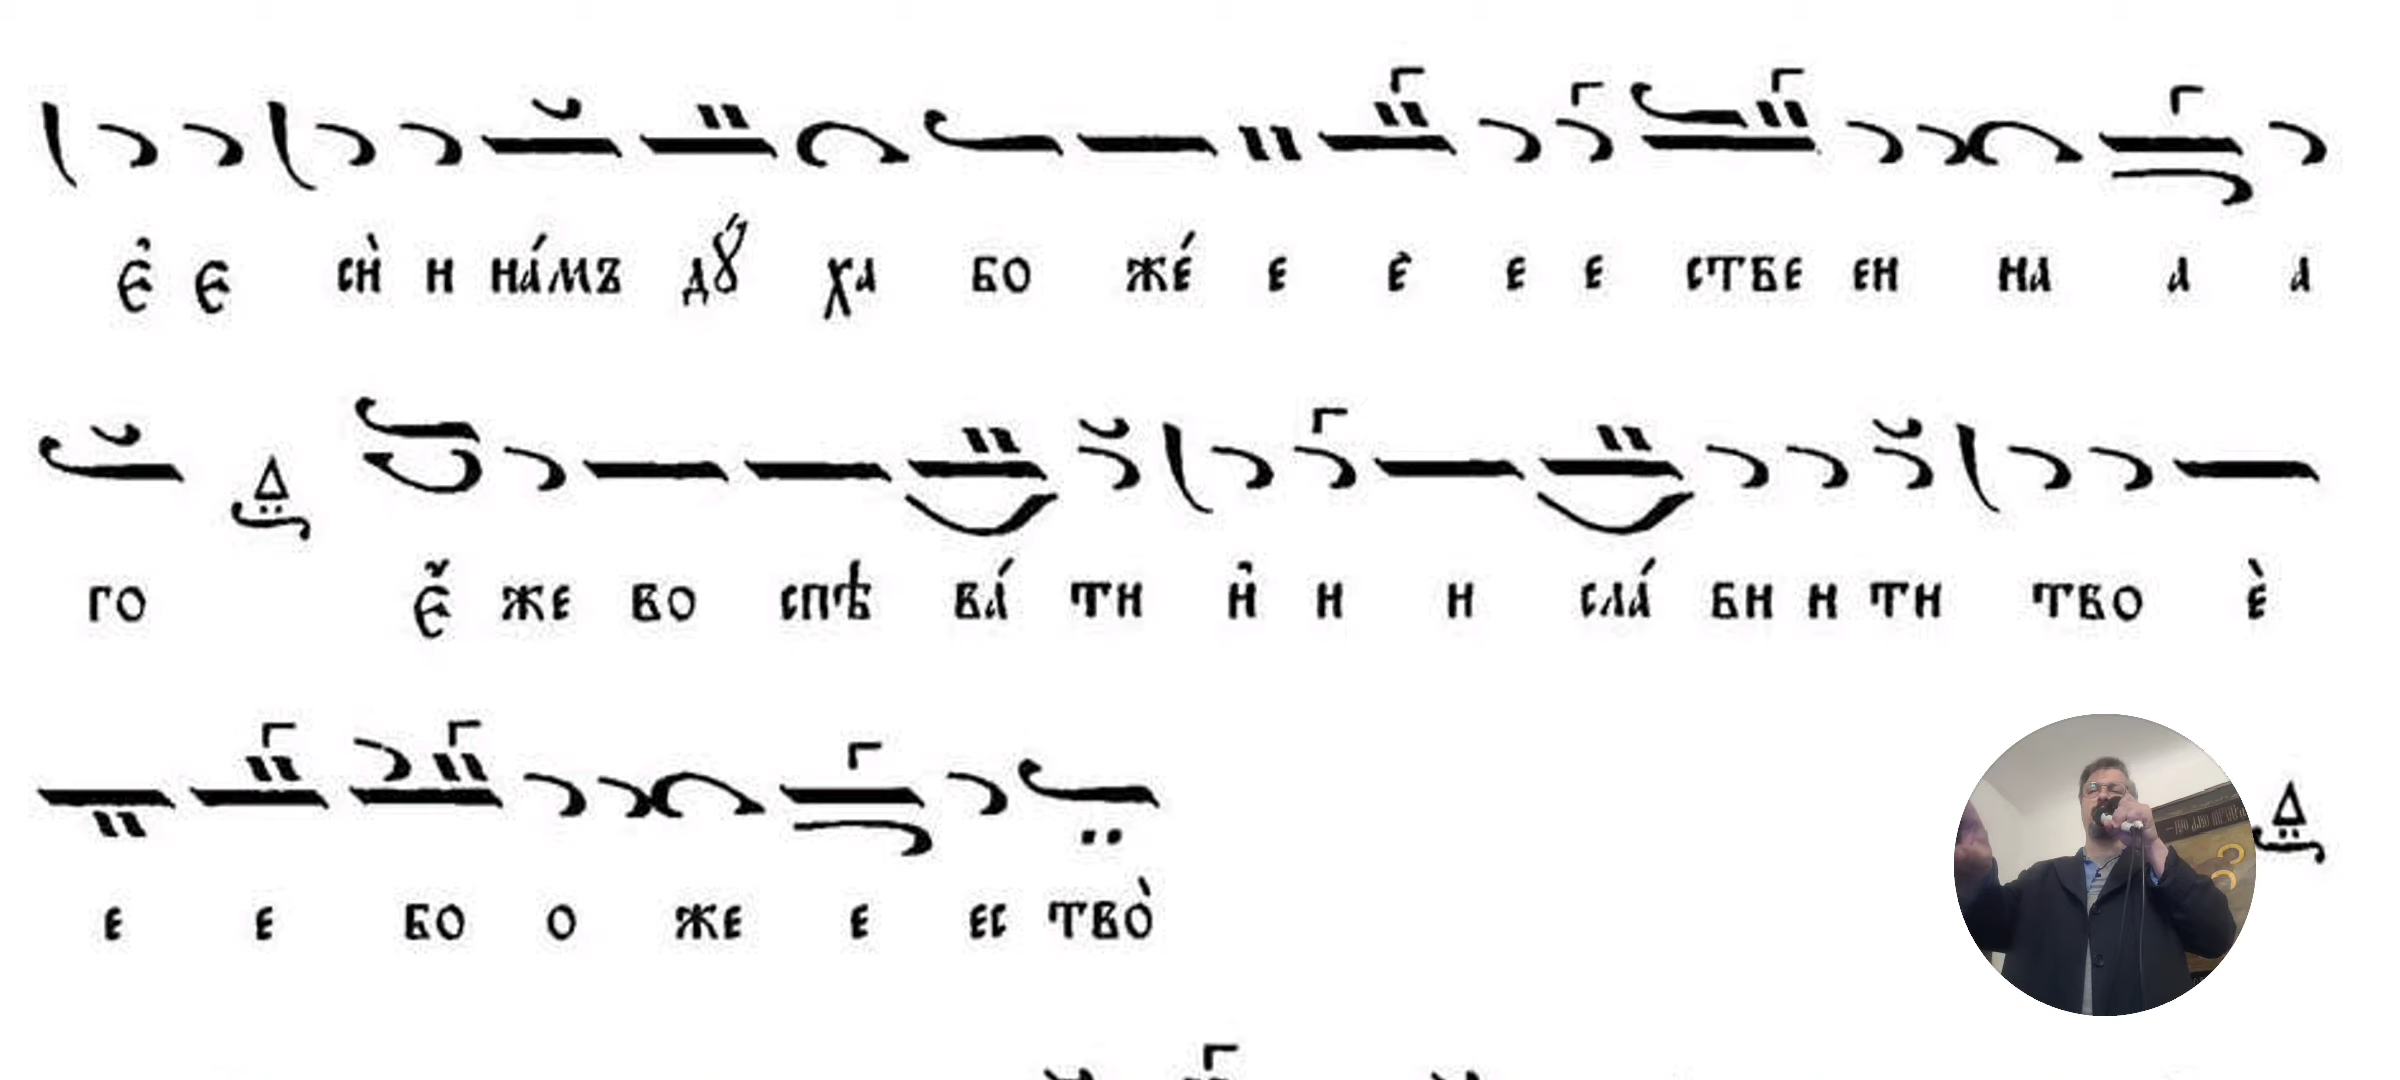 Є҆ Є сѝ и на́мъ дꙋ́ ха бо же́ е ѐ е е стве ен на а а
го Д Є҆́ же во спѣ ва́ ти и҆ и и сла́ би и ти тво ѐ
е е бо о же е ес тво̀ Д